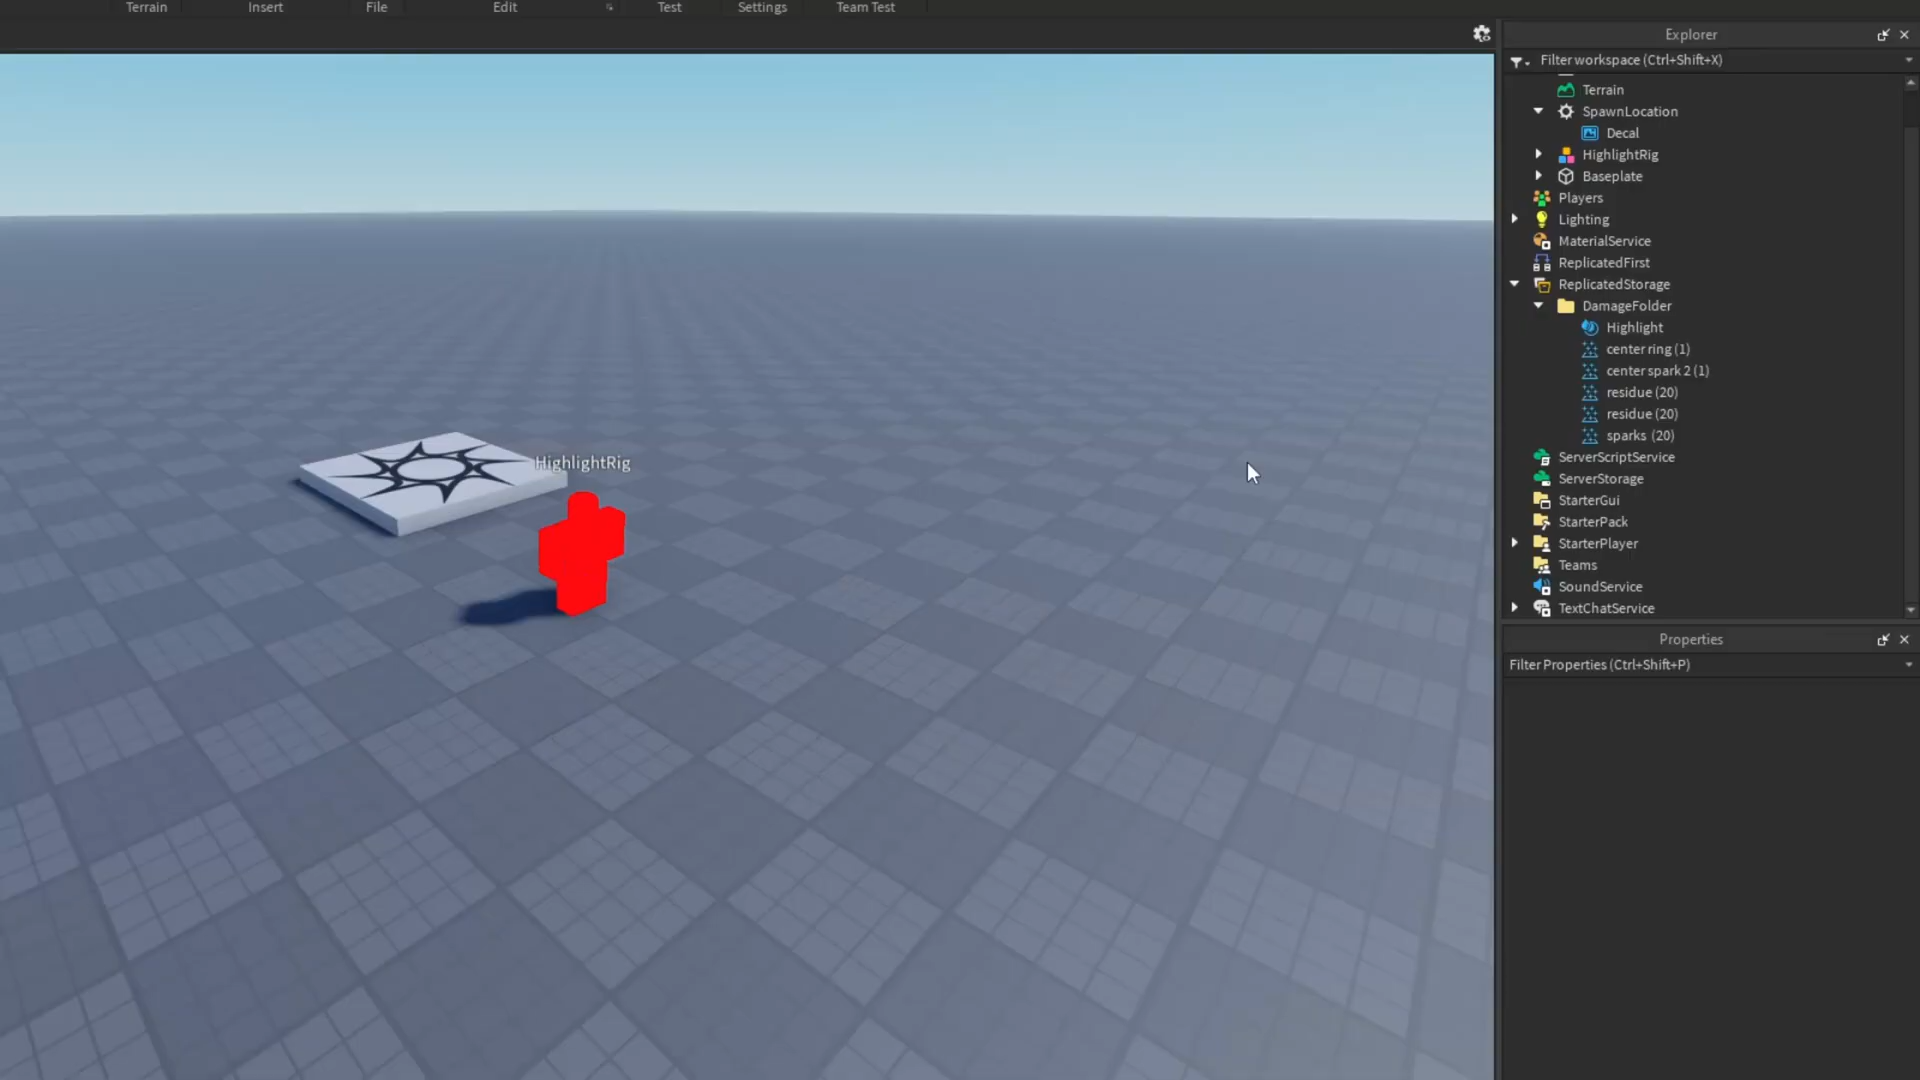 Terrain Insert File Edit Test Settings Team Test
Explorer
Filter workspace (Ctrl+Shift+X)
Terrain
SpawnLocation
Decal
HighlightRig
Baseplate
Players
Lighting
MaterialService
ReplicatedFirst
ReplicatedStorage
DamageFolder
Highlight
center ring (1)
center spark 2 (1)
residue (20)
residue (20)
sparks (20)
ServerScriptService
ServerStorage
StarterGui
StarterPack
StarterPlayer
Teams
SoundService
TextChatService
HighlightRig
Properties
Filter Properties (Ctrl+Shift+P)